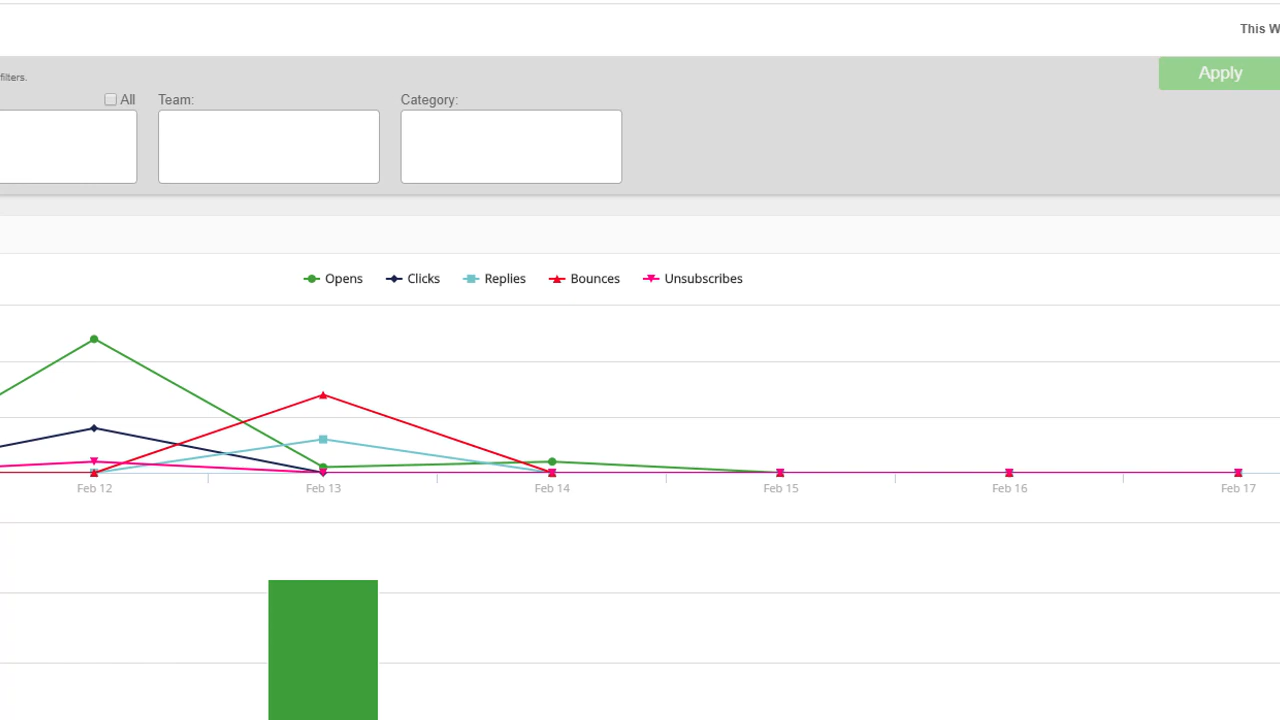 This W
Apply
filters.
All
Team:
Category:
Opens
Clicks
Replies
Bounces
Unsubscribes
Feb 12
Feb 13
Feb 14
Feb 15
Feb 16
Feb 17